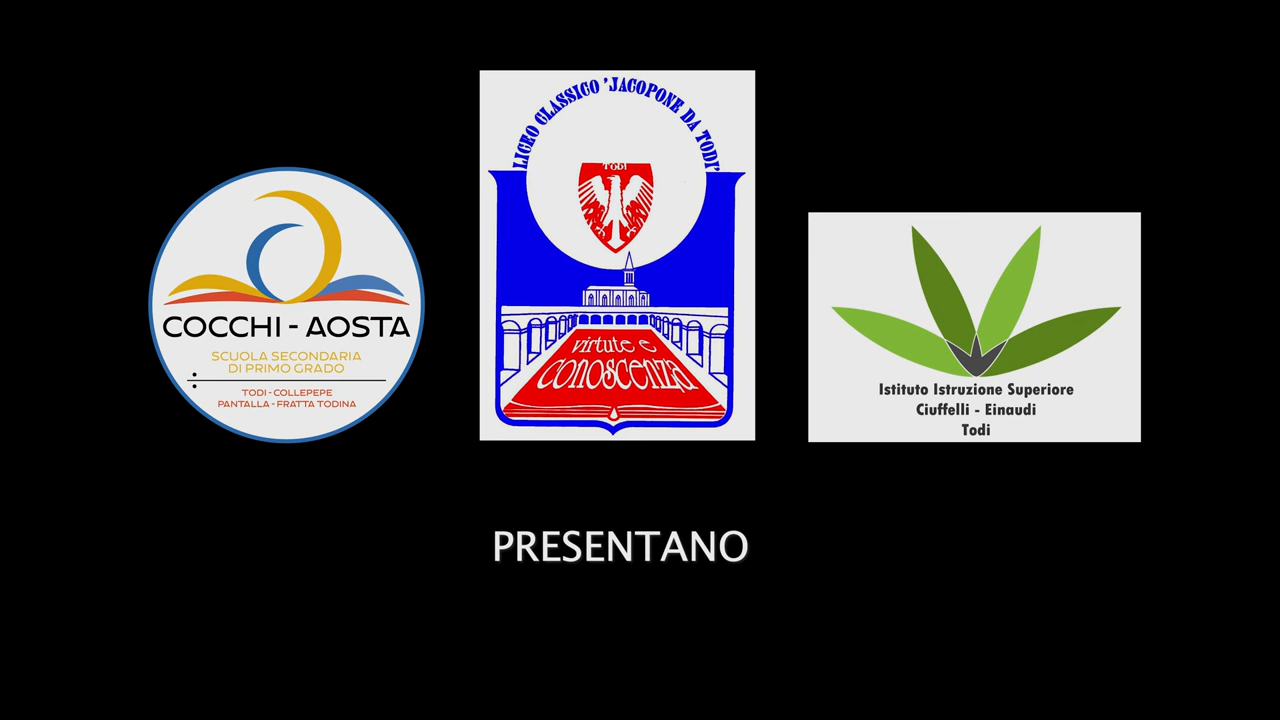 COCCHI - AOSTA
SCUOLA SECONDARIA
DI PRIMO GRADO
TODI - COLLEPEPE
PANTALLA - FRATTA TODINA
LICEO CLASSICO 'JACOPONE DA TODI'
TODI
virtute e
conoscenza
Istituto Istruzione Superiore
Ciuffelli - Einaudi
Todi
PRESENTANO